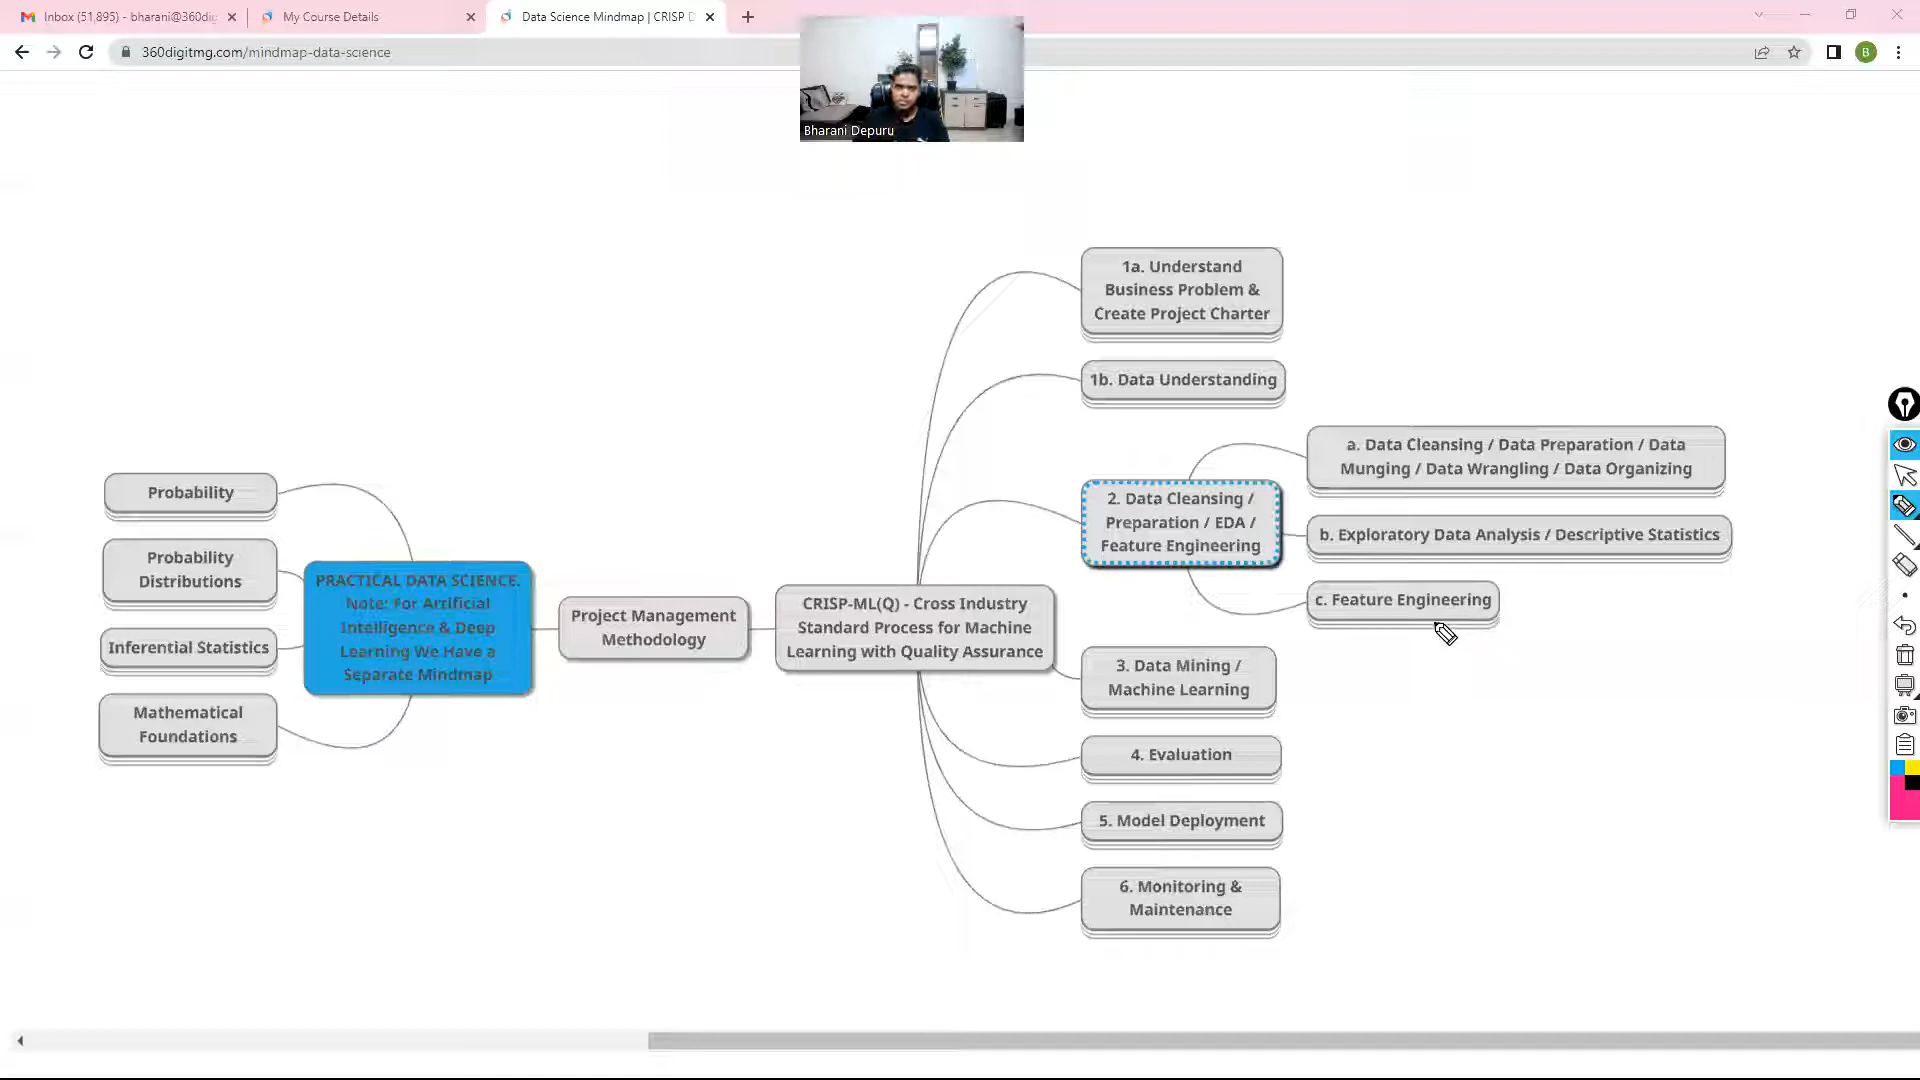 Inbox (51,895) - bharani@360dig
My Course Details
Data Science Mindmap | CRISP D
360digitmg.com/mindmap-data-science
B
Bharani Depuru
1a. Understand
Business Problem &
Create Project Charter
1b. Data Understanding
a. Data Cleansing / Data Preparation / Data
Munging / Data Wrangling / Data Organizing
2. Data Cleansing /
Preparation / EDA /
Feature Engineering
b. Exploratory Data Analysis / Descriptive Statistics
c. Feature Engineering
Probability
Probability
Distributions
Inferential Statistics
Mathematical
Foundations
PRACTICAL DATA SCIENCE.
Note: For Artificial
Intelligence & Deep
Learning We Have a
Separate Mindmap
Project Management
Methodology
CRISP-ML(Q) - Cross Industry
Standard Process for Machine
Learning with Quality Assurance
3. Data Mining /
Machine Learning
4. Evaluation
5. Model Deployment
6. Monitoring &
Maintenance